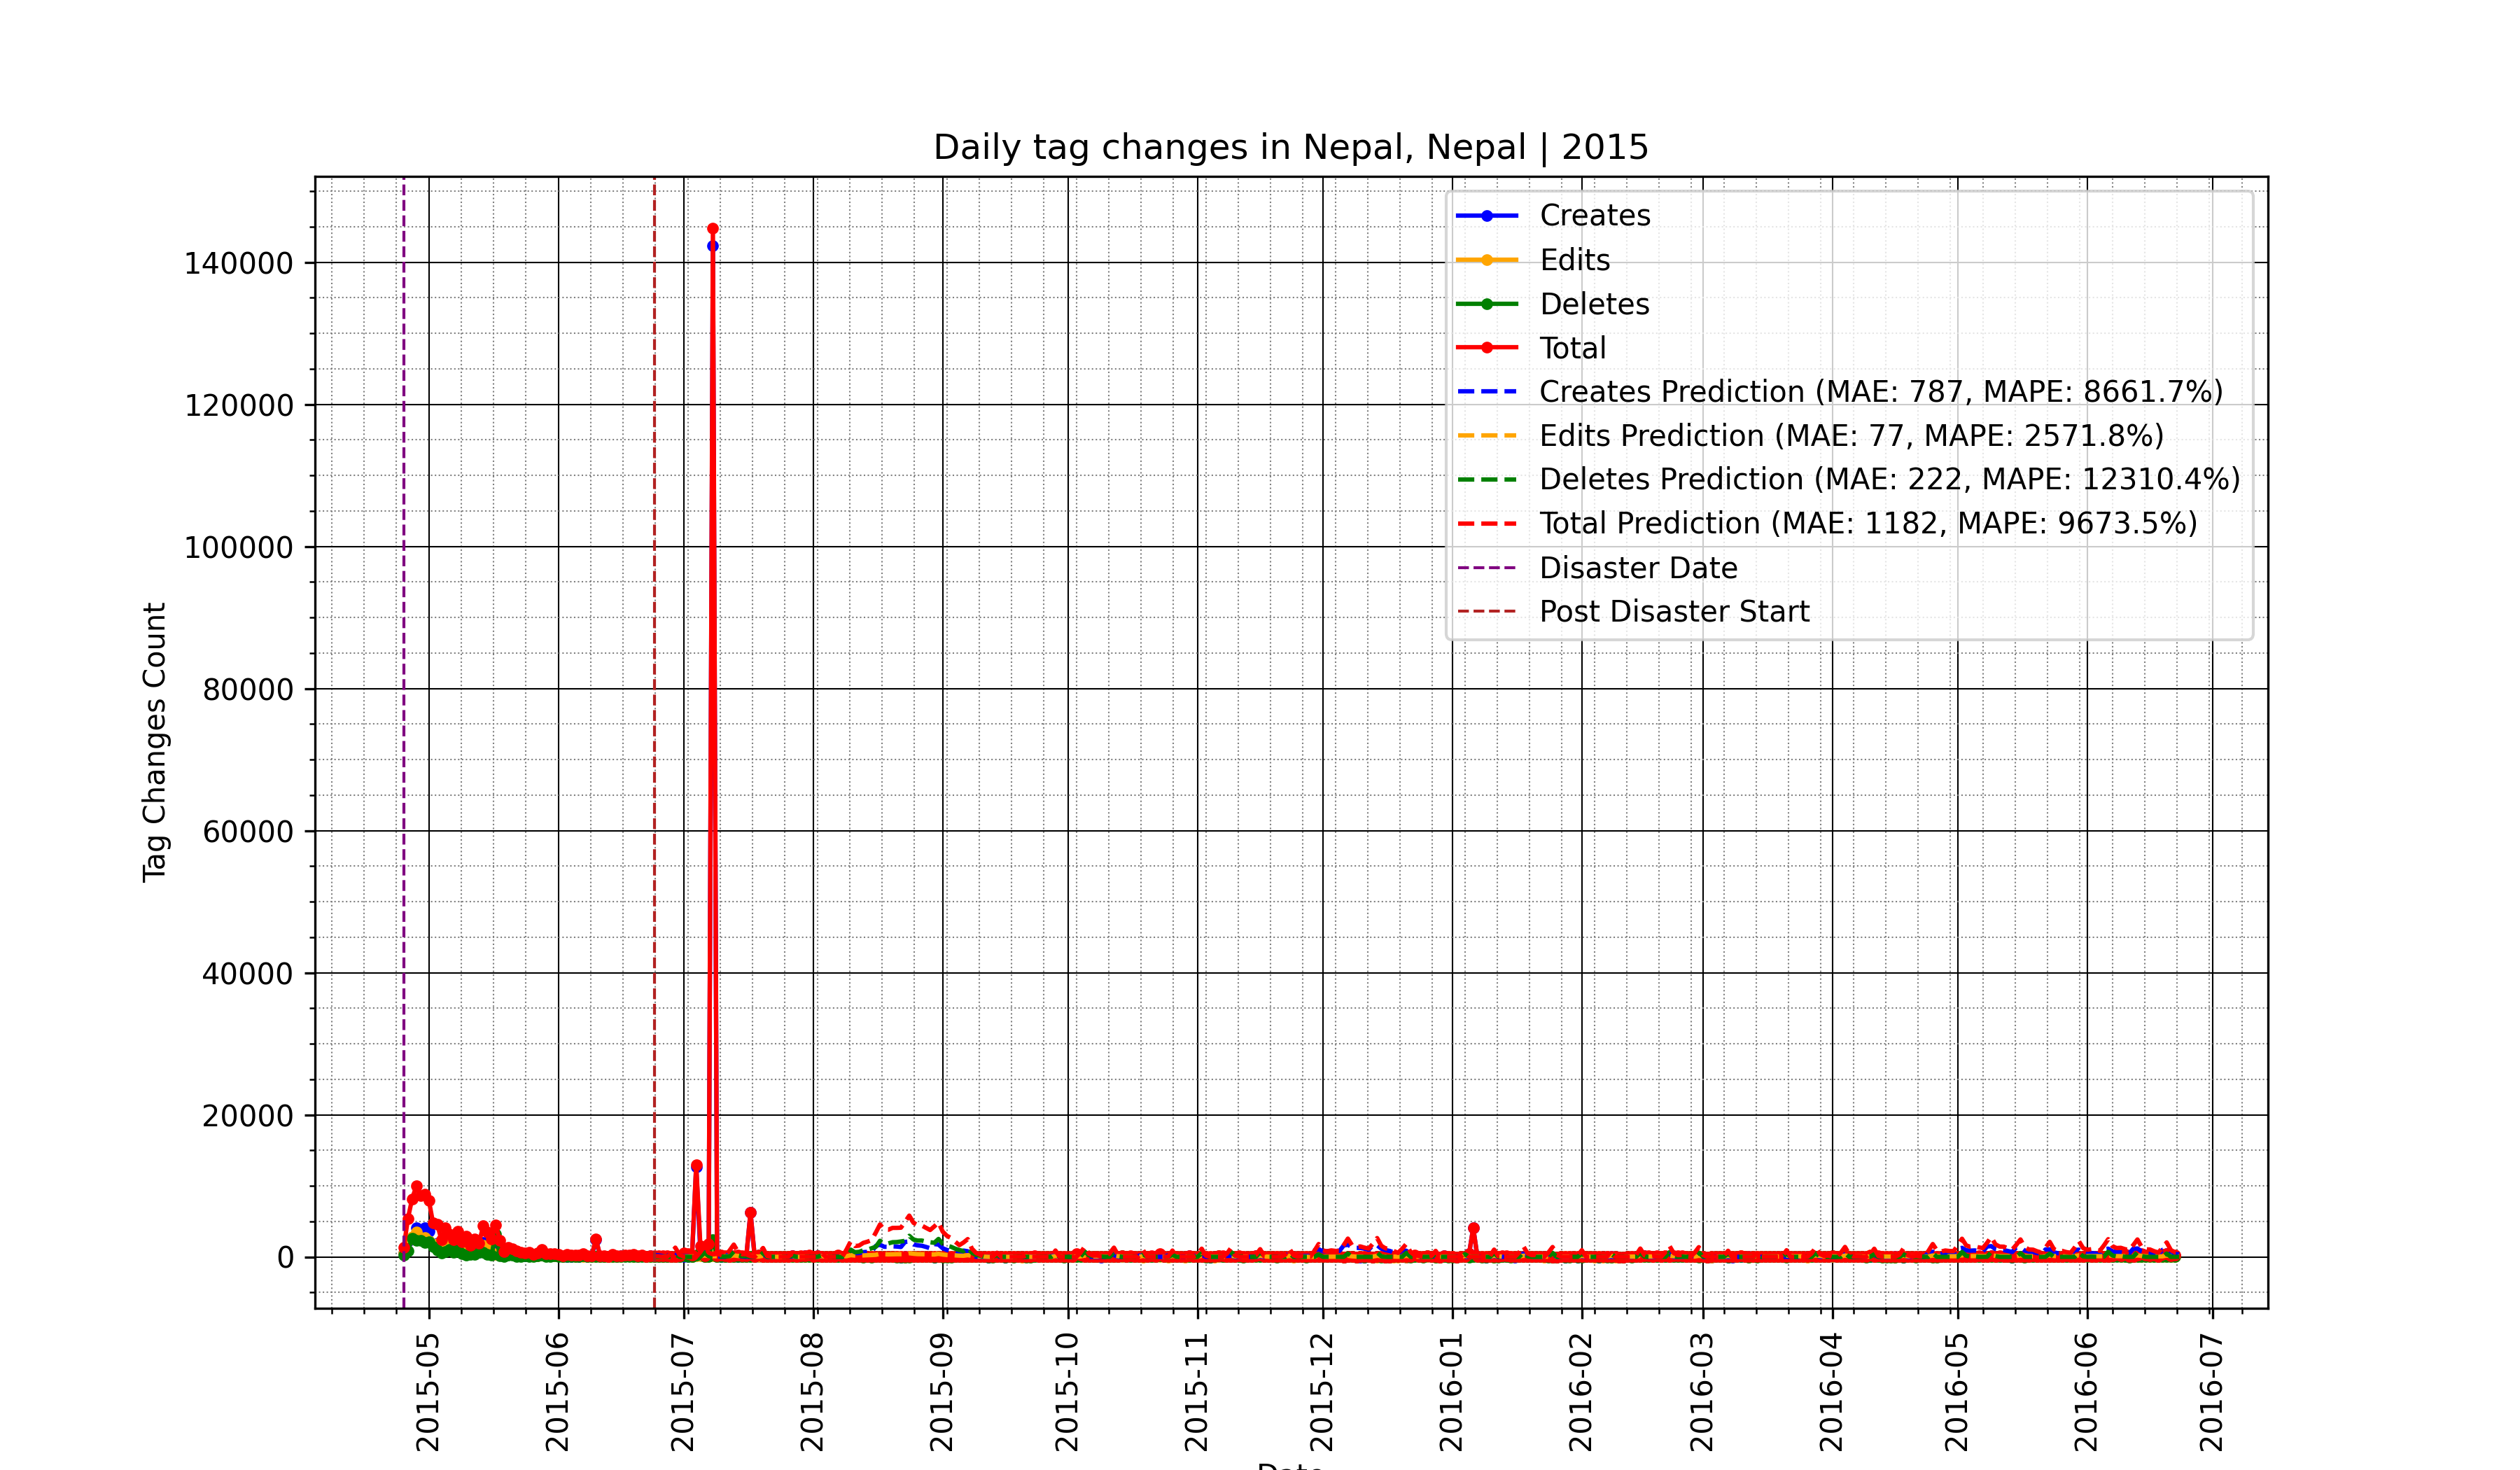 Daily tag changes in Nepal, Nepal | 2015
Tag Changes Count
140000
120000
100000
80000
60000
40000
20000
0
Creates
Edits
Deletes
Total
Creates Prediction (MAE: 787, MAPE: 8661.7%)
Edits Prediction (MAE: 77, MAPE: 2571.8%)
Deletes Prediction (MAE: 222, MAPE: 12310.4%)
Total Prediction (MAE: 1182, MAPE: 9673.5%)
Disaster Date
Post Disaster Start
2015-05
2015-06
2015-07
2015-08
2015-09
2015-10
2015-11
2015-12
2016-01
2016-02
2016-03
2016-04
2016-05
2016-06
2016-07
Date